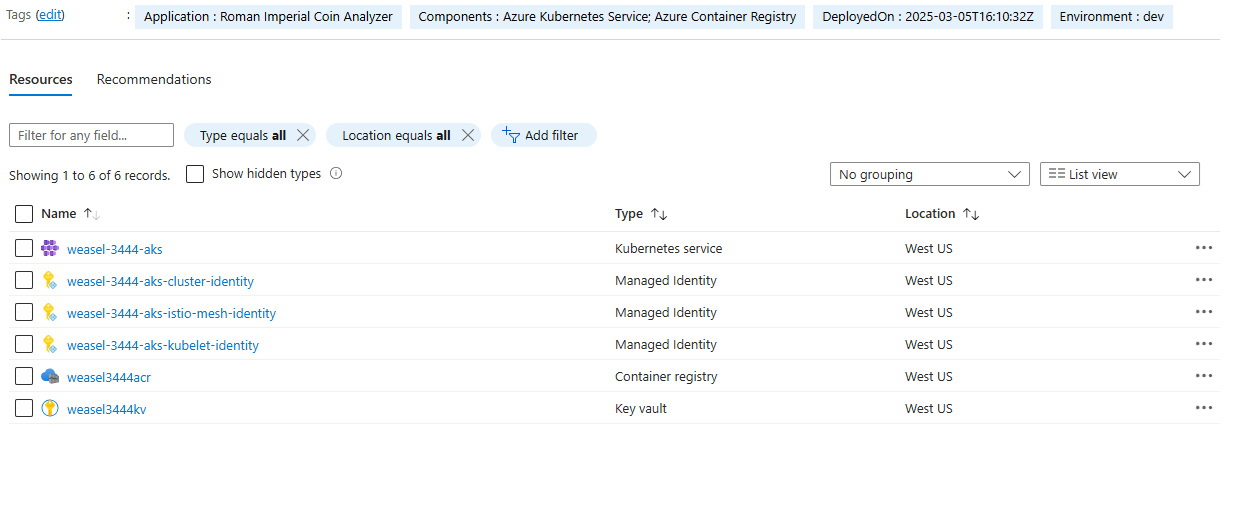 Tags (edit) : Application : Roman Imperial Coin Analyzer Components : Azure Kubernetes Service; Azure Container Registry DeployedOn : 2025-03-05T16:10:32Z Environment : dev
Resources Recommendations
Filter for any field... Type equals all Location equals all Add filter
Showing 1 to 6 of 6 records. Show hidden types No grouping List view
Name Type Location
weasel-3444-aks Kubernetes service West US
weasel-3444-aks-cluster-identity Managed Identity West US
weasel-3444-aks-istio-mesh-identity Managed Identity West US
weasel-3444-aks-kubelet-identity Managed Identity West US
weasel3444acr Container registry West US
weasel3444kv Key vault West US